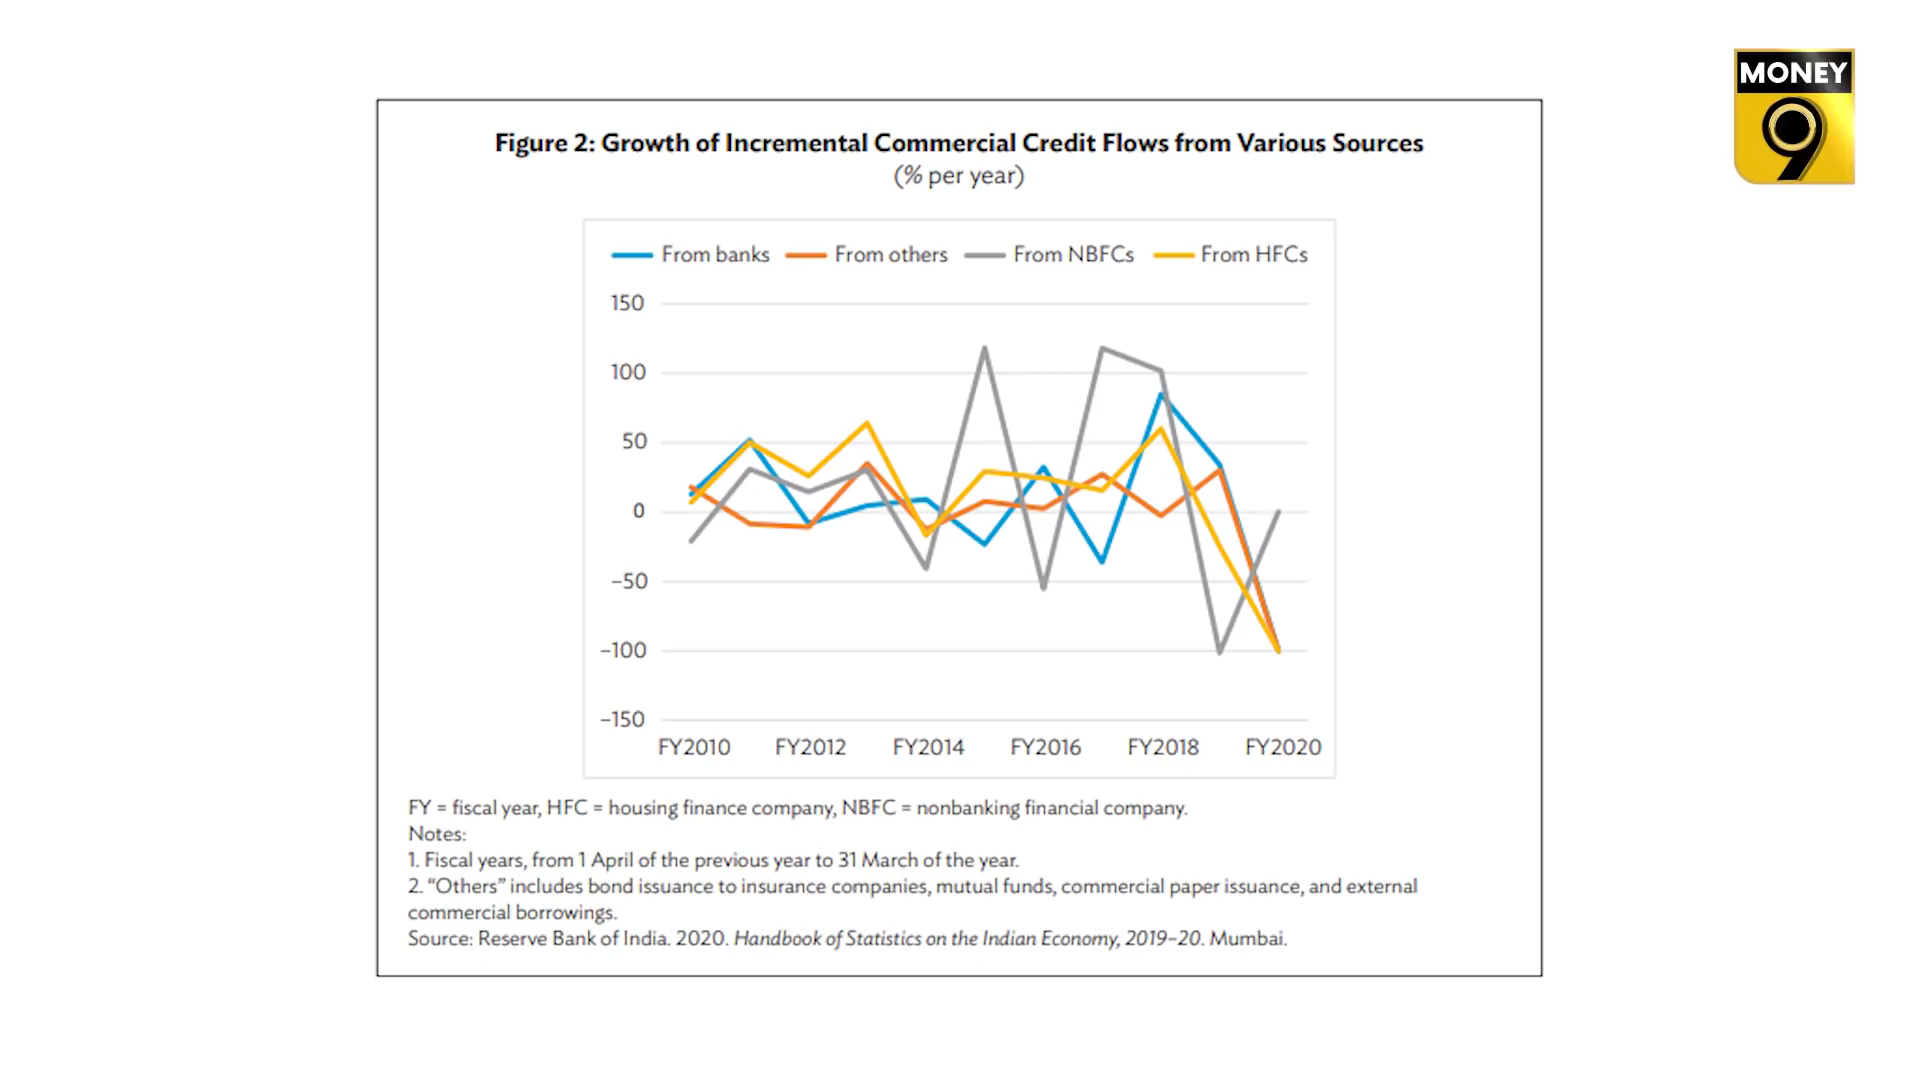 MONEY
9
Figure 2: Growth of Incremental Commercial Credit Flows from Various Sources
(% per year)
From banks From others From NBFCs From HFCs
150
100
50
0
–50
–100
–150
FY2010 FY2012 FY2014 FY2016 FY2018 FY2020
FY = fiscal year, HFC = housing finance company, NBFC = nonbanking financial company.
Notes:
1. Fiscal years, from 1 April of the previous year to 31 March of the year.
2. “Others” includes bond issuance to insurance companies, mutual funds, commercial paper issuance, and external
commercial borrowings.
Source: Reserve Bank of India. 2020. Handbook of Statistics on the Indian Economy, 2019–20. Mumbai.